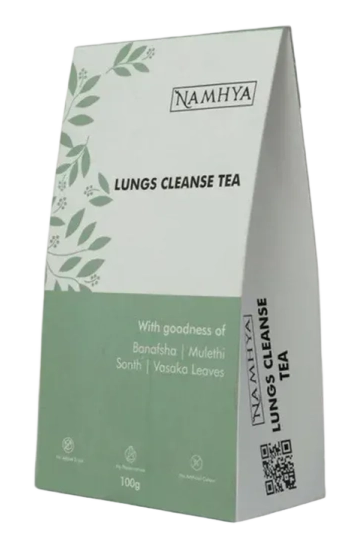 NAMHYA
LUNGS CLEANSE TEA
With goodness of
Banafsha | Mulethi
Sonth | Vasaka Leaves
100g
NAMHYA
LUNGS CLEANSE
TEA